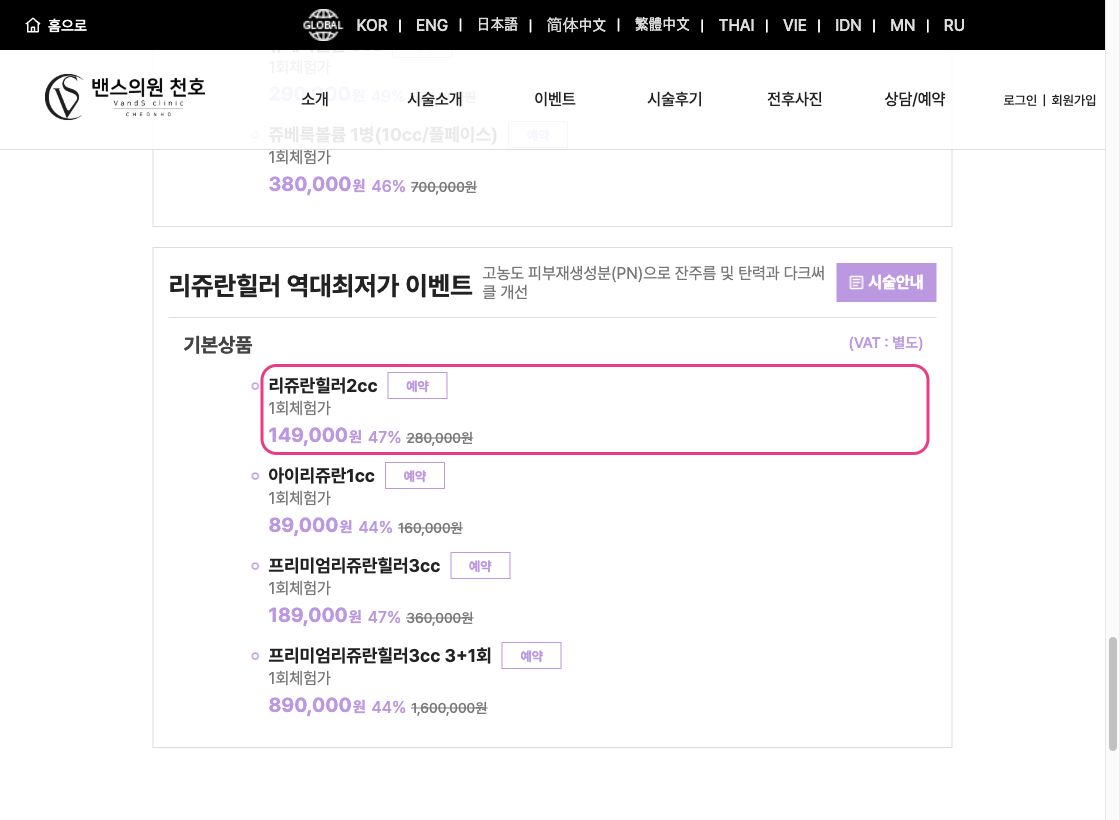 홈으로
GLOBAL KOR | ENG | 日本語 | 简体中文 | 繁體中文 | THAI | VIE | IDN | MN | RU
밴스의원 천호
VandS clinic
CHEONHO
소개 시술소개 이벤트 시술후기 전후사진 상담/예약
로그인 | 회원가입
1회체험가
290,000원 49%
쥬베룩볼륨 1병(10cc/풀페이스) 예약
1회체험가
380,000원 46% 700,000원
리쥬란힐러 역대최저가 이벤트
고농도 피부재생성분(PN)으로 잔주름 및 탄력과 다크써
클 개선
시술안내
기본상품
(VAT : 별도)
리쥬란힐러2cc 예약
1회체험가
149,000원 47% 280,000원
아이리쥬란1cc 예약
1회체험가
89,000원 44% 160,000원
프리미엄리쥬란힐러3cc 예약
1회체험가
189,000원 47% 360,000원
프리미엄리쥬란힐러3cc 3+1회 예약
1회체험가
890,000원 44% 1,600,000원